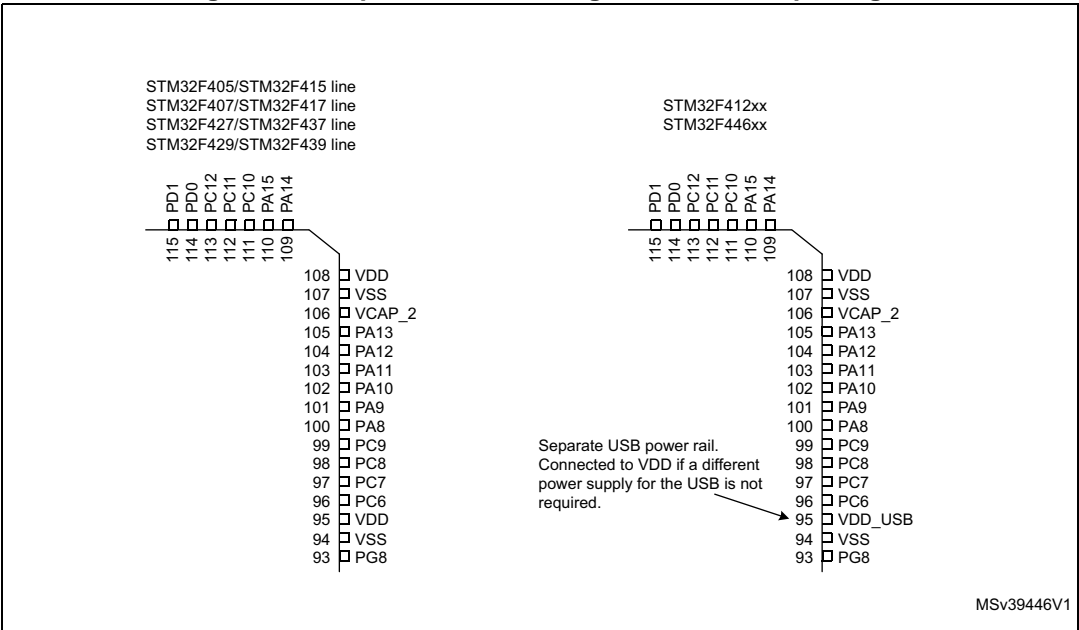 STM32F405/STM32F415 line
STM32F407/STM32F417 line
STM32F427/STM32F437 line
STM32F429/STM32F439 line
PD1
PD0
PC12
PC11
PC10
PA15
PA14
115
114
113
112
111
110
109
108 VDD
107 VSS
106 VCAP_2
105 PA13
104 PA12
103 PA11
102 PA10
101 PA9
100 PA8
99 PC9
98 PC8
97 PC7
96 PC6
95 VDD
94 VSS
93 PG8
STM32F412xx
STM32F446xx
PD1
PD0
PC12
PC11
PC10
PA15
PA14
115
114
113
112
111
110
109
108 VDD
107 VSS
106 VCAP_2
105 PA13
104 PA12
103 PA11
102 PA10
101 PA9
100 PA8
99 PC9
98 PC8
97 PC7
96 PC6
95 VDD_USB
94 VSS
93 PG8
Separate USB power rail.
Connected to VDD if a different
power supply for the USB is not
required.
MSv39446V1